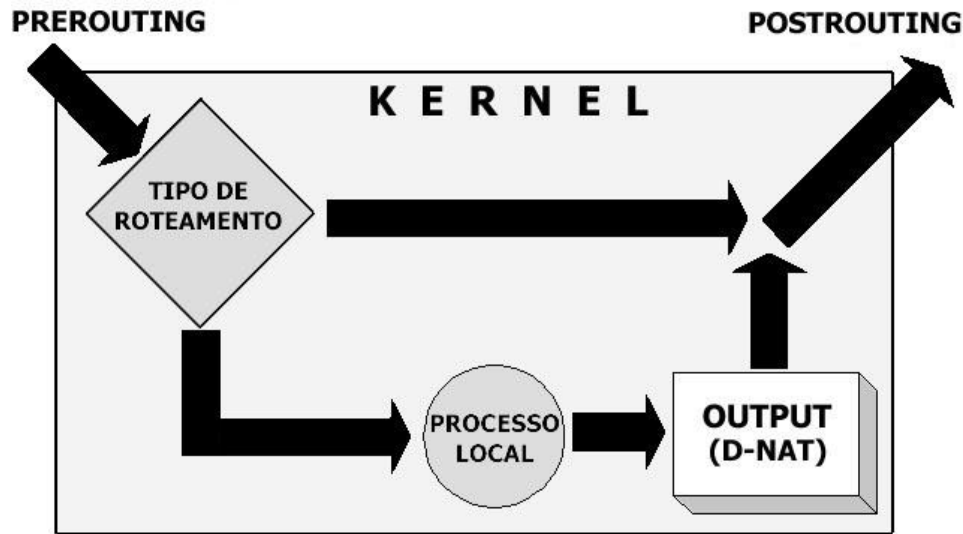 PREROUTING
POSTROUTING
K E R N E L
TIPO DE
ROTEAMENTO
PROCESSO
LOCAL
OUTPUT
(D-NAT)